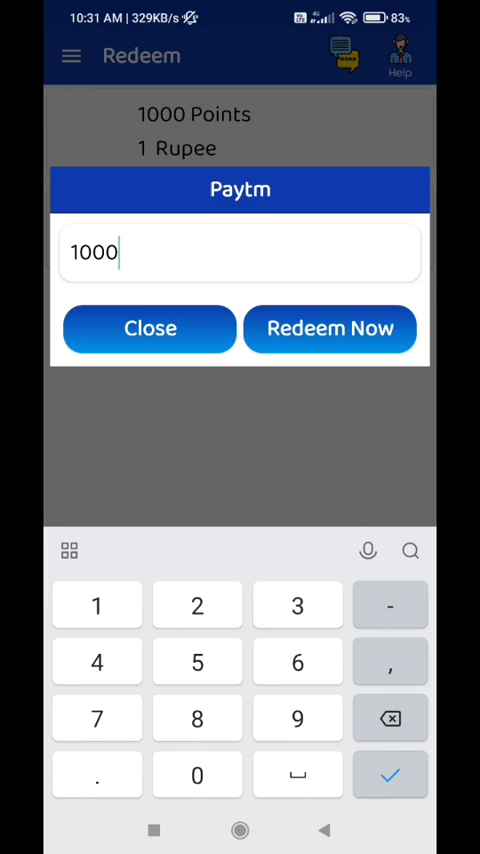 10:31 AM | 329KB/s
4G
83%
Redeem
Help
1000 Points
1 Rupee
Paytm
1000
Close
Redeem Now
1 2 3 -
4 5 6 ,
7 8 9
. 0